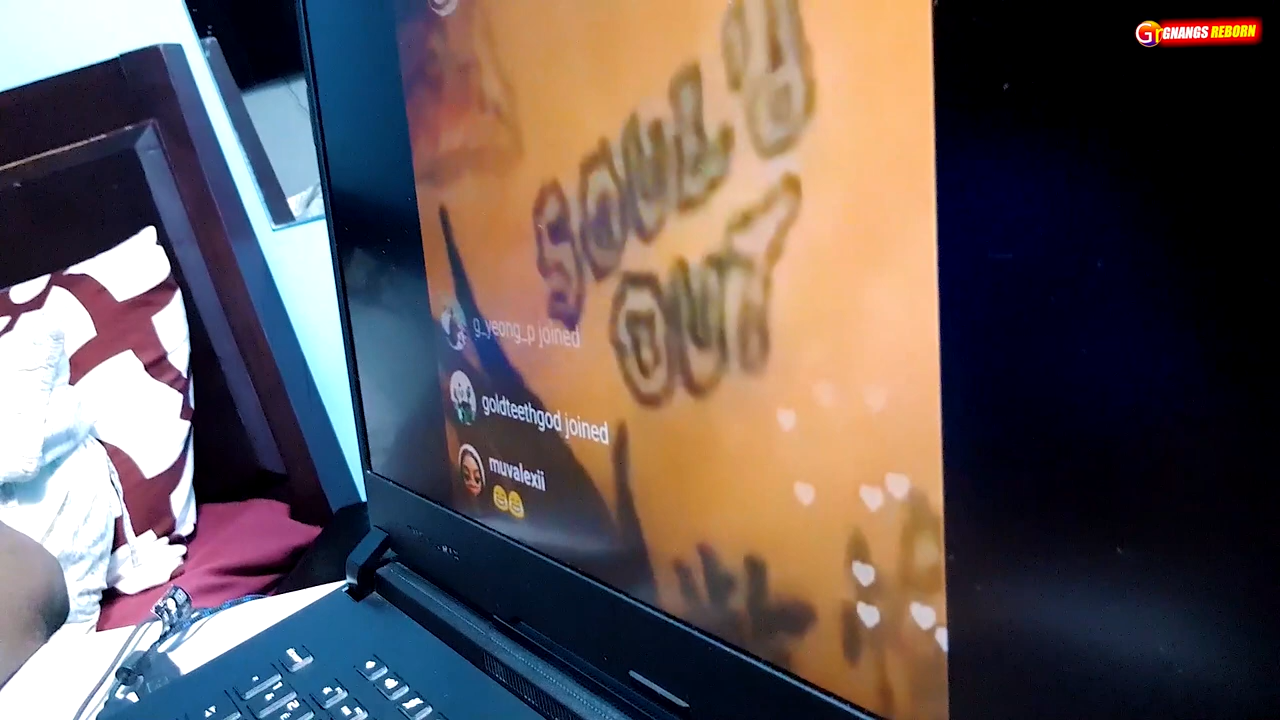 GNANGS REBORN
SOUL'D
OUT
g_yeong_p joined
goldteethgod joined
muvalexii